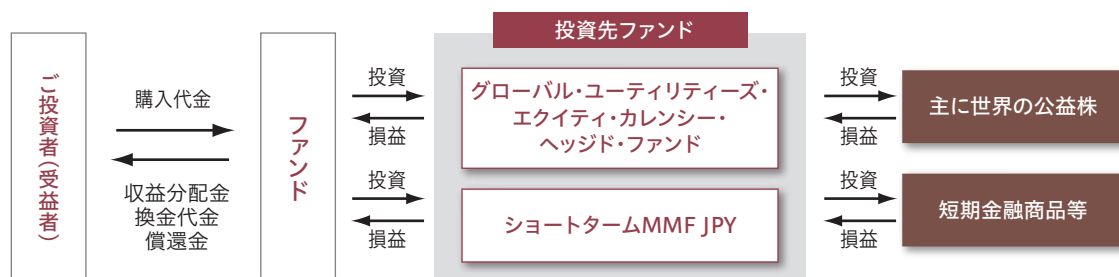 ご投資者(受益者)
購入代金
収益分配金
換金代金
償還金
ファンド
投資
損益
投資
損益
投資先ファンド
グローバル・ユーティリティーズ・
エクイティ・カレンシー・
ヘッジド・ファンド
ショートタームMMF JPY
投資
損益
投資
損益
主に世界の公益株
短期金融商品等